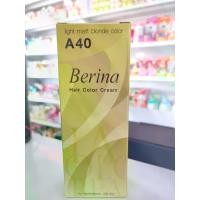 light matt blonde color
A40
Berina
Hair Color Cream